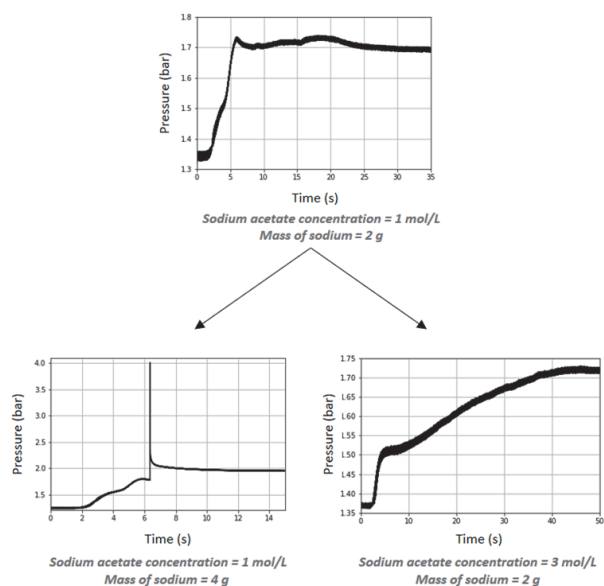 1.8
1.7
1.6
1.5
1.4
1.3
Pressure (bar)
0 5 10 15 20 25 30 35
Time (s)
Sodium acetate concentration = 1 mol/L
Mass of sodium = 2 g
4.0
3.5
3.0
2.5
2.0
1.5
Pressure (bar)
0 2 4 6 8 10 12 14
Time (s)
Sodium acetate concentration = 1 mol/L
Mass of sodium = 4 g
1.75
1.70
1.65
1.60
1.55
1.50
1.45
1.40
1.35
Pressure (bar)
0 10 20 30 40 50
Time (s)
Sodium acetate concentration = 3 mol/L
Mass of sodium = 2 g